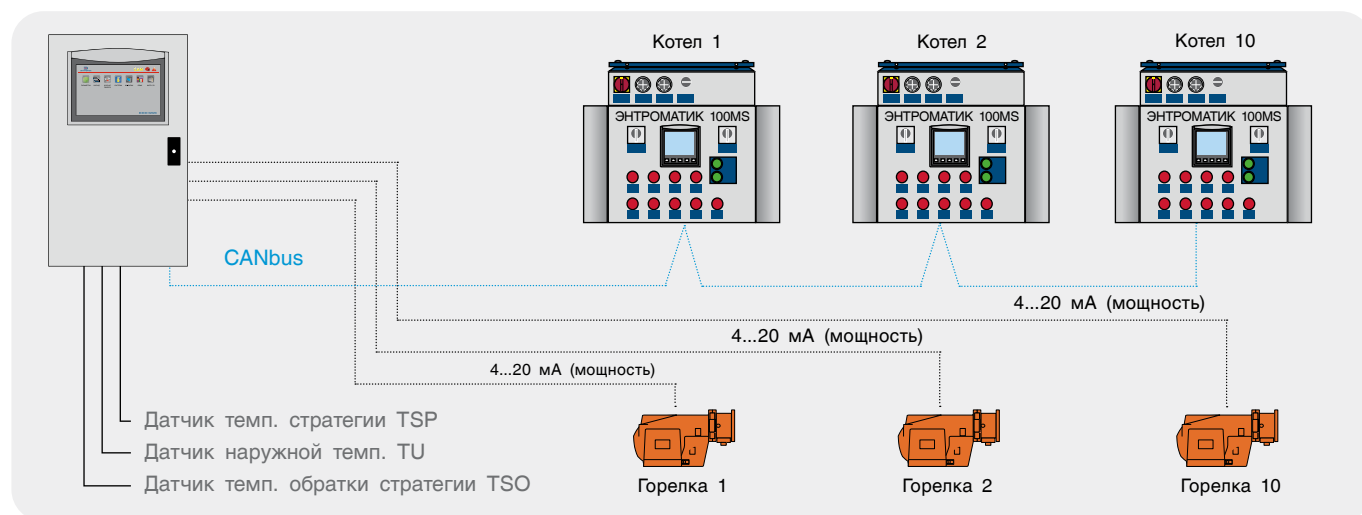 Котел 1
Котел 2
Котел 10
ЭНТРОМАТИК 100MS
ЭНТРОМАТИК 100MS
ЭНТРОМАТИК 100MS
CANbus
4...20 мА (мощность)
4...20 мА (мощность)
4...20 мА (мощность)
Датчик темп. стратегии TSP
Датчик наружной темп. TU
Датчик темп. обратки стратегии TSO
Горелка 1
Горелка 2
Горелка 10